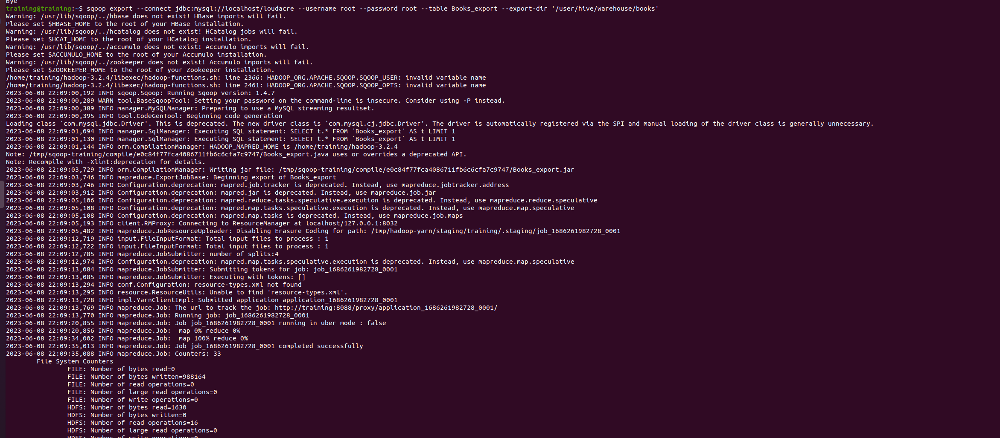 Bye
training@training:~$ sqoop export --connect jdbc:mysql://localhost/loudacre --username root --password root --table Books_export --export-dir '/user/hive/warehouse/books'
Warning: /usr/lib/sqoop/../hbase does not exist! HBase imports will fail.
Please set $HBASE_HOME to the root of your HBase installation.
Warning: /usr/lib/sqoop/../hcatalog does not exist! HCatalog jobs will fail.
Please set $HCAT_HOME to the root of your HCatalog installation.
Warning: /usr/lib/sqoop/../accumulo does not exist! Accumulo imports will fail.
Please set $ACCUMULO_HOME to the root of your Accumulo installation.
Warning: /usr/lib/sqoop/../zookeeper does not exist! Accumulo imports will fail.
Please set $ZOOKEEPER_HOME to the root of your Zookeeper installation.
/home/training/hadoop-3.2.4/libexec/hadoop-functions.sh: line 2366: HADOOP_ORG.APACHE.SQOOP.SQOOP_USER: invalid variable name
/home/training/hadoop-3.2.4/libexec/hadoop-functions.sh: line 2461: HADOOP_ORG.APACHE.SQOOP.SQOOP_OPTS: invalid variable name
2023-06-08 22:09:00,192 INFO sqoop.Sqoop: Running Sqoop version: 1.4.7
2023-06-08 22:09:00,289 WARN tool.BaseSqoopTool: Setting your password on the command-line is insecure. Consider using -P instead.
2023-06-08 22:09:00,389 INFO manager.MySQLManager: Preparing to use a MySQL streaming resultset.
2023-06-08 22:09:00,395 INFO tool.CodeGenTool: Beginning code generation
Loading class `com.mysql.jdbc.Driver'. This is deprecated. The new driver class is `com.mysql.cj.jdbc.Driver'. The driver is automatically registered via the SPI and manual loading of the driver class is generally unnecessary.
2023-06-08 22:09:01,094 INFO manager.SqlManager: Executing SQL statement: SELECT t.* FROM `Books_export` AS t LIMIT 1
2023-06-08 22:09:01,130 INFO manager.SqlManager: Executing SQL statement: SELECT t.* FROM `Books_export` AS t LIMIT 1
2023-06-08 22:09:01,144 INFO orm.CompilationManager: HADOOP_MAPRED_HOME is /home/training/hadoop-3.2.4
Note: /tmp/sqoop-training/compile/e0c84f77fca4086711fb6c6cfa7c9747/Books_export.java uses or overrides a deprecated API.
Note: Recompile with -Xlint:deprecation for details.
2023-06-08 22:09:03,729 INFO orm.CompilationManager: Writing jar file: /tmp/sqoop-training/compile/e0c84f77fca4086711fb6c6cfa7c9747/Books_export.jar
2023-06-08 22:09:03,746 INFO mapreduce.ExportJobBase: Beginning export of Books_export
2023-06-08 22:09:03,746 INFO Configuration.deprecation: mapred.job.tracker is deprecated. Instead, use mapreduce.jobtracker.address
2023-06-08 22:09:03,912 INFO Configuration.deprecation: mapred.jar is deprecated. Instead, use mapreduce.job.jar
2023-06-08 22:09:05,106 INFO Configuration.deprecation: mapred.reduce.tasks.speculative.execution is deprecated. Instead, use mapreduce.reduce.speculative
2023-06-08 22:09:05,108 INFO Configuration.deprecation: mapred.map.tasks.speculative.execution is deprecated. Instead, use mapreduce.map.speculative
2023-06-08 22:09:05,108 INFO Configuration.deprecation: mapred.map.tasks is deprecated. Instead, use mapreduce.job.maps
2023-06-08 22:09:05,193 INFO client.RMProxy: Connecting to ResourceManager at localhost/127.0.0.1:8032
2023-06-08 22:09:05,482 INFO mapreduce.JobResourceUploader: Disabling Erasure Coding for path: /tmp/hadoop-yarn/staging/training/.staging/job_1686261982728_0001
2023-06-08 22:09:12,719 INFO input.FileInputFormat: Total input files to process : 1
2023-06-08 22:09:12,722 INFO input.FileInputFormat: Total input files to process : 1
2023-06-08 22:09:12,785 INFO mapreduce.JobSubmitter: number of splits:4
2023-06-08 22:09:12,974 INFO Configuration.deprecation: mapred.map.tasks.speculative.execution is deprecated. Instead, use mapreduce.map.speculative
2023-06-08 22:09:13,084 INFO mapreduce.JobSubmitter: Submitting tokens for job: job_1686261982728_0001
2023-06-08 22:09:13,085 INFO mapreduce.JobSubmitter: Executing with tokens: []
2023-06-08 22:09:13,294 INFO conf.Configuration: resource-types.xml not found
2023-06-08 22:09:13,295 INFO resource.ResourceUtils: Unable to find 'resource-types.xml'.
2023-06-08 22:09:13,728 INFO impl.YarnClientImpl: Submitted application application_1686261982728_0001
2023-06-08 22:09:13,769 INFO mapreduce.Job: The url to track the job: http://training:8088/proxy/application_1686261982728_0001/
2023-06-08 22:09:13,770 INFO mapreduce.Job: Running job: job_1686261982728_0001
2023-06-08 22:09:20,855 INFO mapreduce.Job: Job job_1686261982728_0001 running in uber mode : false
2023-06-08 22:09:20,856 INFO mapreduce.Job:  map 0% reduce 0%
2023-06-08 22:09:34,002 INFO mapreduce.Job:  map 100% reduce 0%
2023-06-08 22:09:35,013 INFO mapreduce.Job: Job job_1686261982728_0001 completed successfully
2023-06-08 22:09:35,088 INFO mapreduce.Job: Counters: 33
File System Counters
FILE: Number of bytes read=0
FILE: Number of bytes written=988164
FILE: Number of read operations=0
FILE: Number of large read operations=0
FILE: Number of write operations=0
HDFS: Number of bytes read=1630
HDFS: Number of bytes written=0
HDFS: Number of read operations=16
HDFS: Number of large read operations=0
HDFS: Number of write operations=0